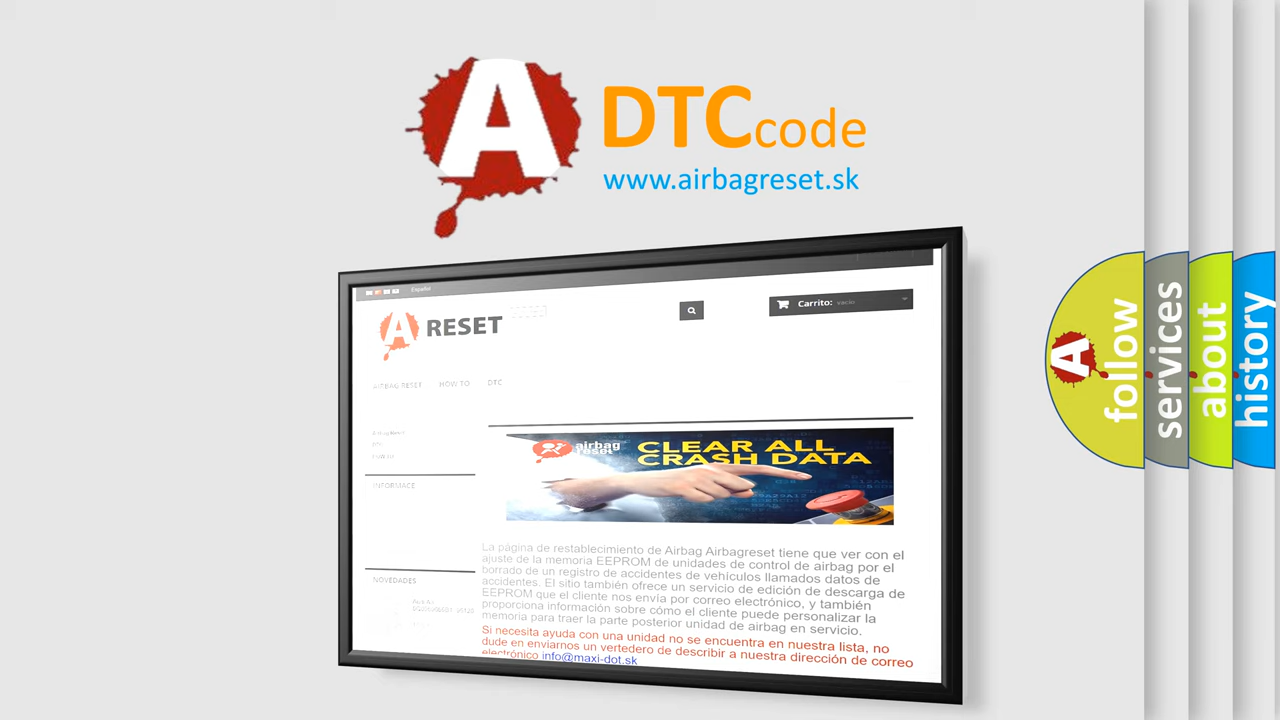 A
DTCcode
www.airbagreset.sk
Español
A RESET
Carrito: vacío
AIRBAG RESET HOW TO DTC
INFORMACE
airbag
reset
CLEAR ALL
CRASH DATA
La página de restablecimiento de Airbag Airbagreset tiene que ver con el
ajuste de la memoria EEPROM de unidades de control de airbag por el
borrado de un registro de accidentes de vehículos llamados datos de
accidentes. El sitio también ofrece un servicio de edición de descarga de
EEPROM que el cliente nos envía por correo electrónico, y también
proporciona información sobre cómo el cliente puede personalizar la
memoria para traer la parte posterior unidad de airbag en servicio.
Si necesita ayuda con una unidad no se encuentra en nuestra lista, no
dude en enviarnos un vertedero de describir a nuestra dirección de correo
electrónico info@maxi-dot.sk
NOVEDADES
A
follow
services
about
history